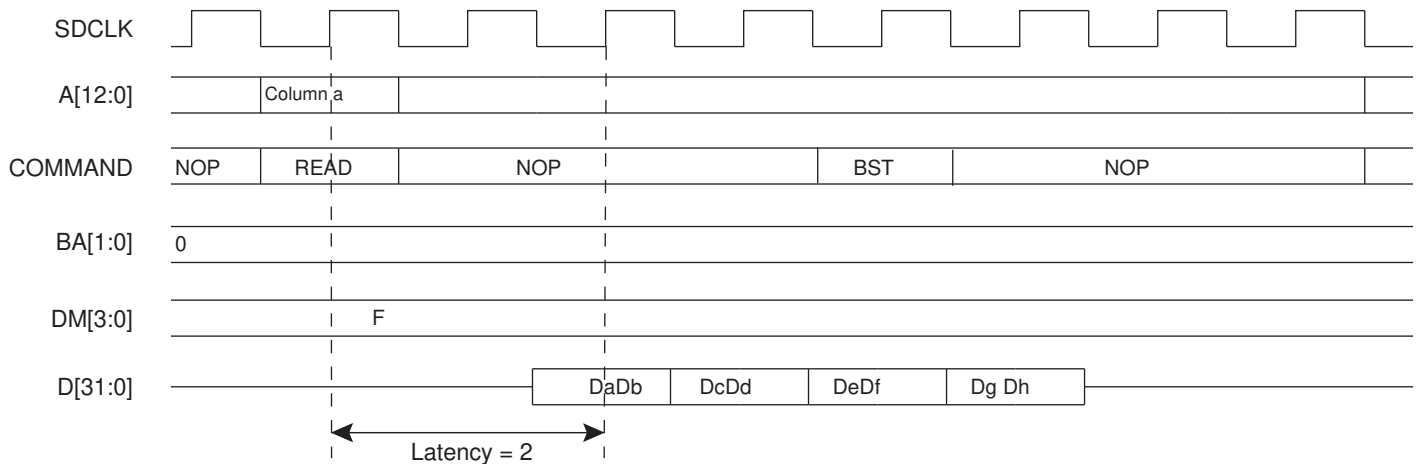 SDCLK
A[12:0] Column a
COMMAND NOP READ NOP BST NOP
BA[1:0] 0
DM[3:0] F
D[31:0] DaDb DcDd DeDf Dg Dh
Latency = 2